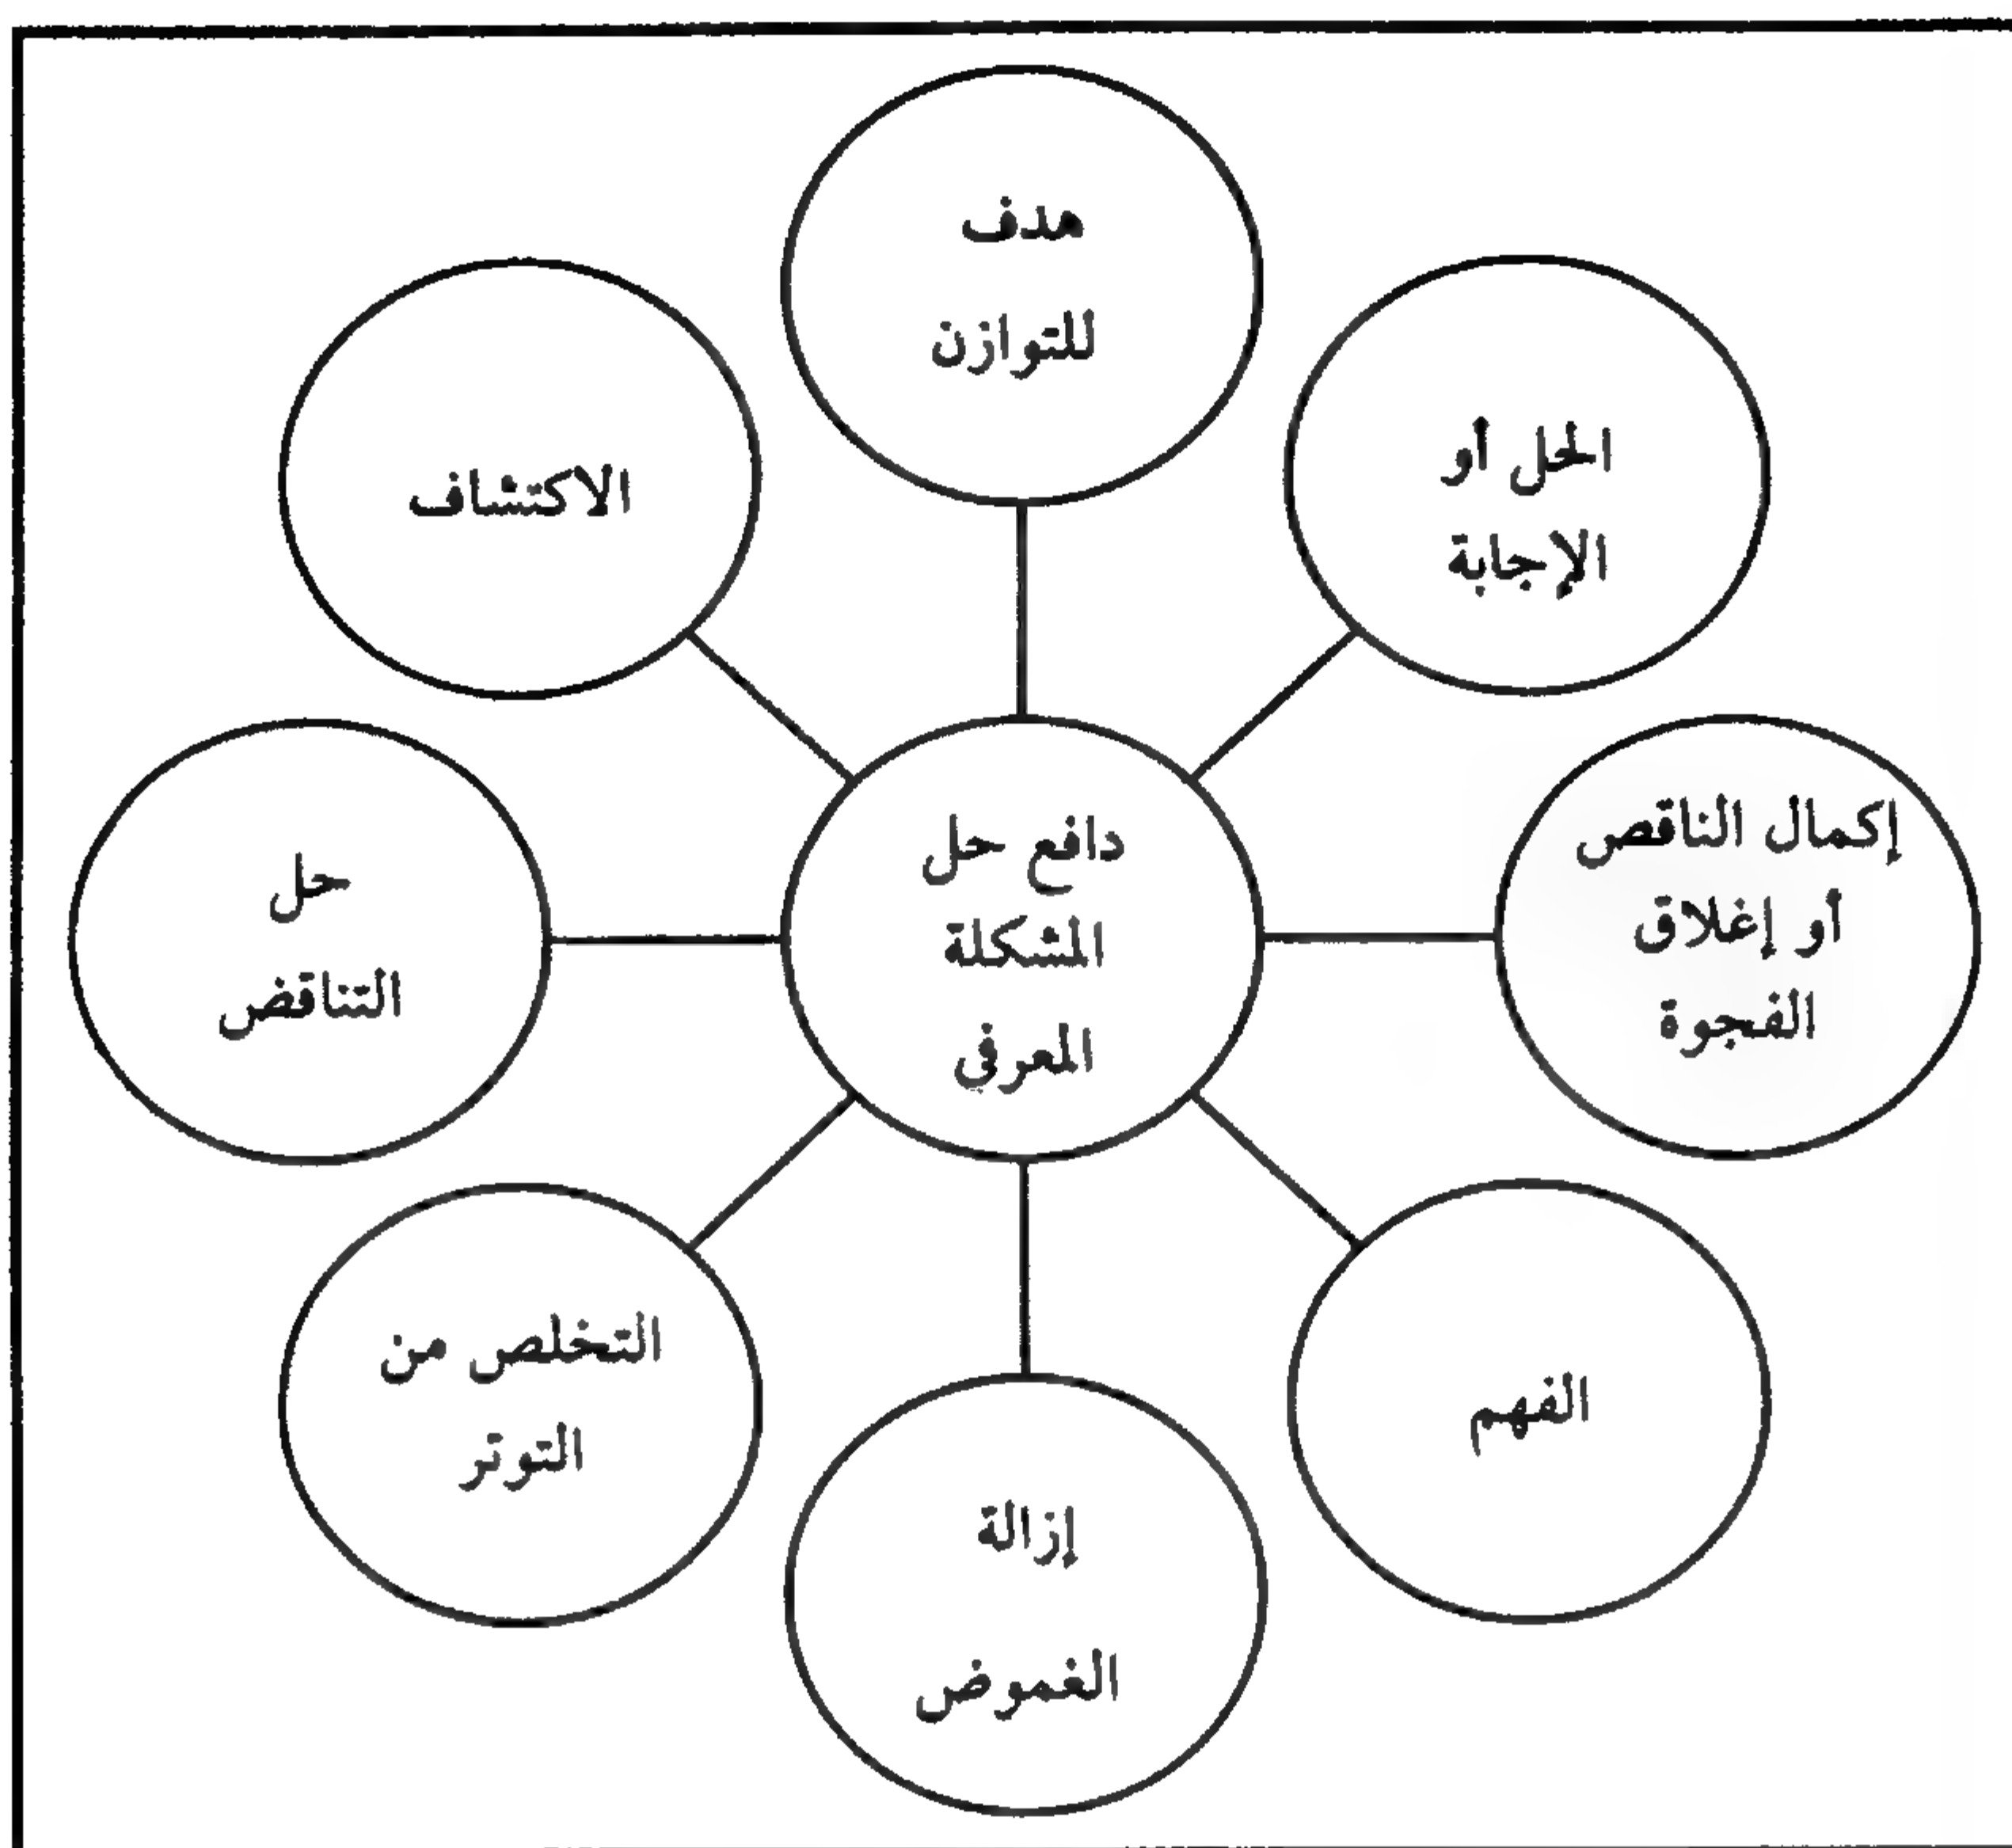 هدف
للتوازن
الحل أو
الإجابة
الاكتشاف
إكمال الناقص
أو إغلاق
الفجوة
دافع حل
المشكلة
المعرفي
حل
التناقض
الفهم
التخلص من
التوتر
إزالة
الغموض